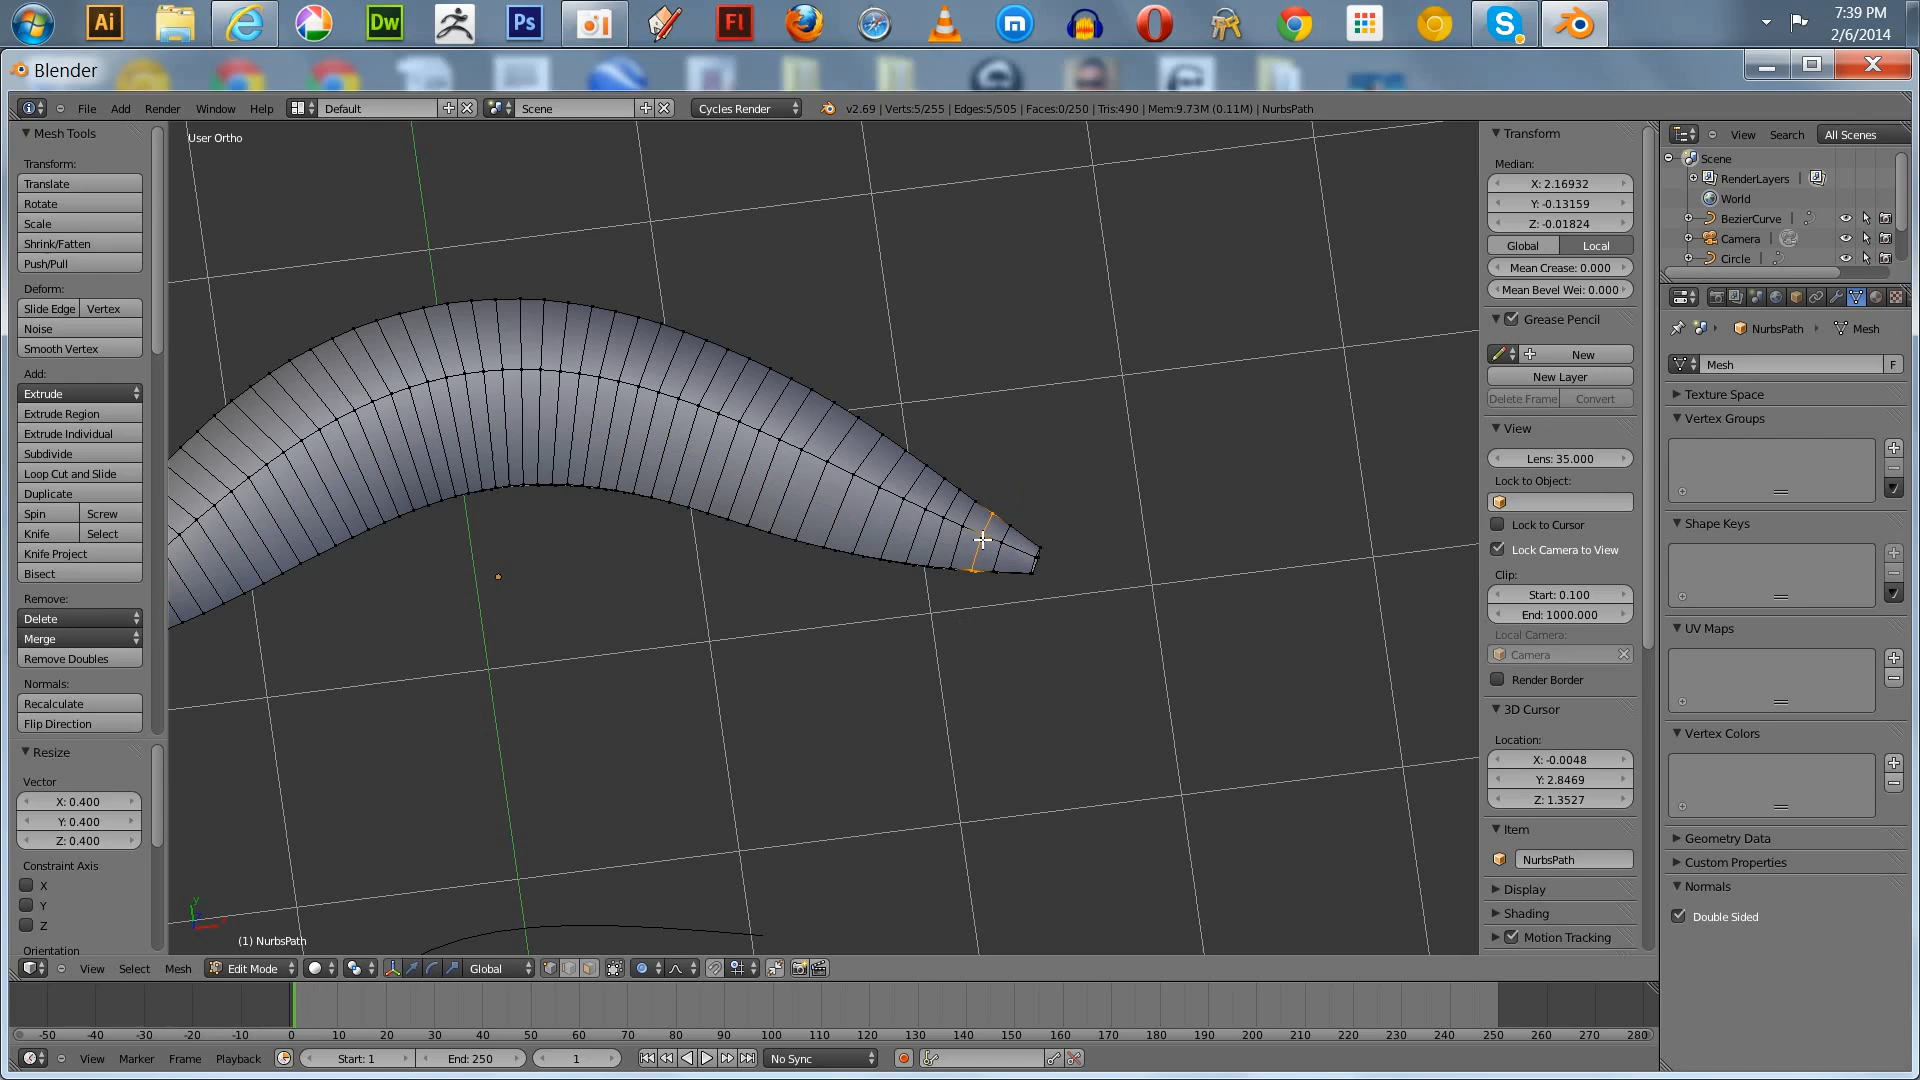 Ai
Dw
Ps
Fl
7:39 PM
2/6/2014
Blender
File Add Render Window Help Default Scene Cycles Render v2.69 | Verts:5/255 | Edges:5/505 | Faces:0/250 | Tris:490 | Mem:9.73M (0.11M) | NurbsPath
Mesh Tools
Transform:
Translate
Rotate
Scale
Shrink/Fatten
Push/Pull
Deform:
Slide Edge Vertex
Noise
Smooth Vertex
Add:
Extrude
Extrude Region
Extrude Individual
Subdivide
Loop Cut and Slide
Duplicate
Spin Screw
Knife Select
Knife Project
Bisect
Remove:
Delete
Merge
Remove Doubles
Normals:
Recalculate
Flip Direction
Resize
Vector
X: 0.400
Y: 0.400
Z: 0.400
Constraint Axis
X
Y
Z
Orientation
User Ortho
y
(1) NurbsPath
Transform
Median:
X: 2.16932
Y: -0.13159
Z: -0.01824
Global Local
Mean Crease: 0.000
Mean Bevel Wei: 0.000
Grease Pencil
New
New Layer
Delete Frame Convert
View
Lens: 35.000
Lock to Object:
Lock to Cursor
Lock Camera to View
Clip:
Start: 0.100
End: 1000.000
Local Camera:
Camera
Render Border
3D Cursor
Location:
X: -0.0048
Y: 2.8469
Z: 1.3527
Item
NurbsPath
Display
Shading
Motion Tracking
View Search All Scenes
Scene
RenderLayers
World
BezierCurve
Camera
Circle
NurbsPath Mesh
Mesh F
Texture Space
Vertex Groups
Shape Keys
UV Maps
Vertex Colors
Geometry Data
Custom Properties
Normals
Double Sided
View Select Mesh Edit Mode Global
-50 -40 -30 -20 -10 0 10 20 30 40 50 60 70 80 90 100 110 120 130 140 150 160 170 180 190 200 210 220 230 240 250 260 270 280
View Marker Frame Playback Start: 1 End: 250 1 No Sync